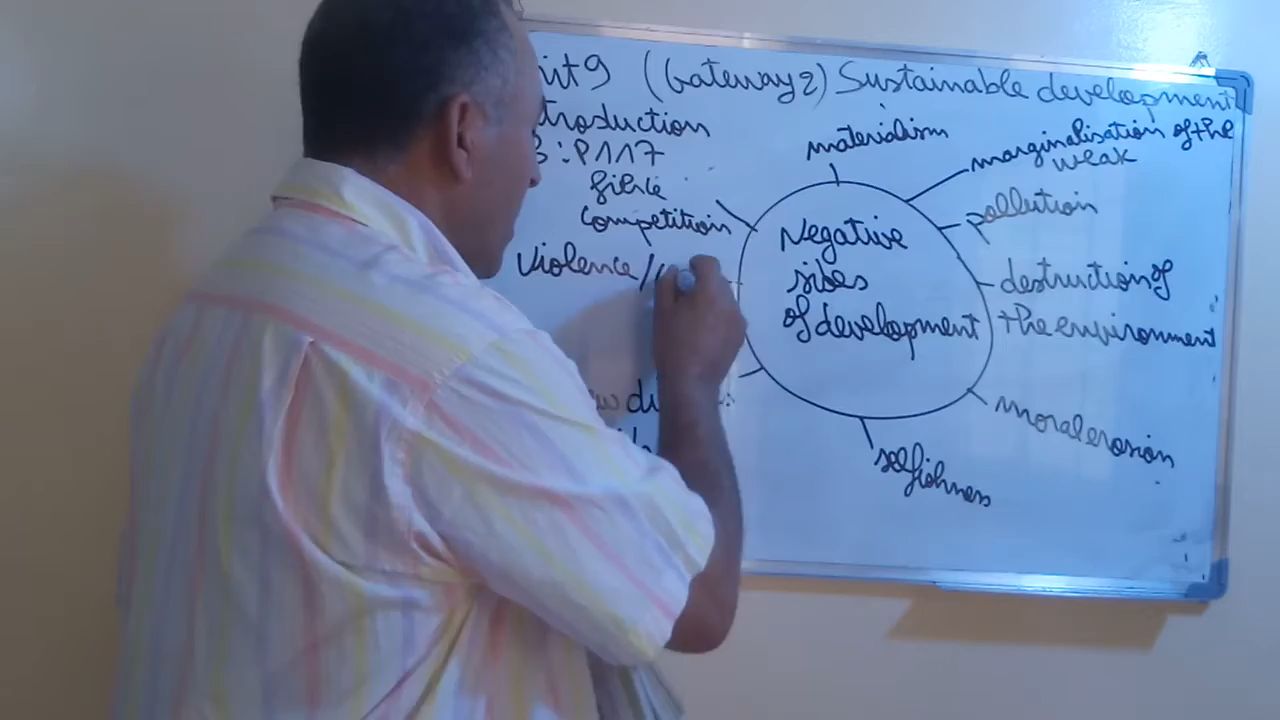 it 9 (Gateway 2) Sustainable development
troduction
B : P 117
fierce
competition
violence /
materialism
marginalisation of the
weak
pollution
destruction of
the environment
moral erosion
selfishness
Negative
sides
of development